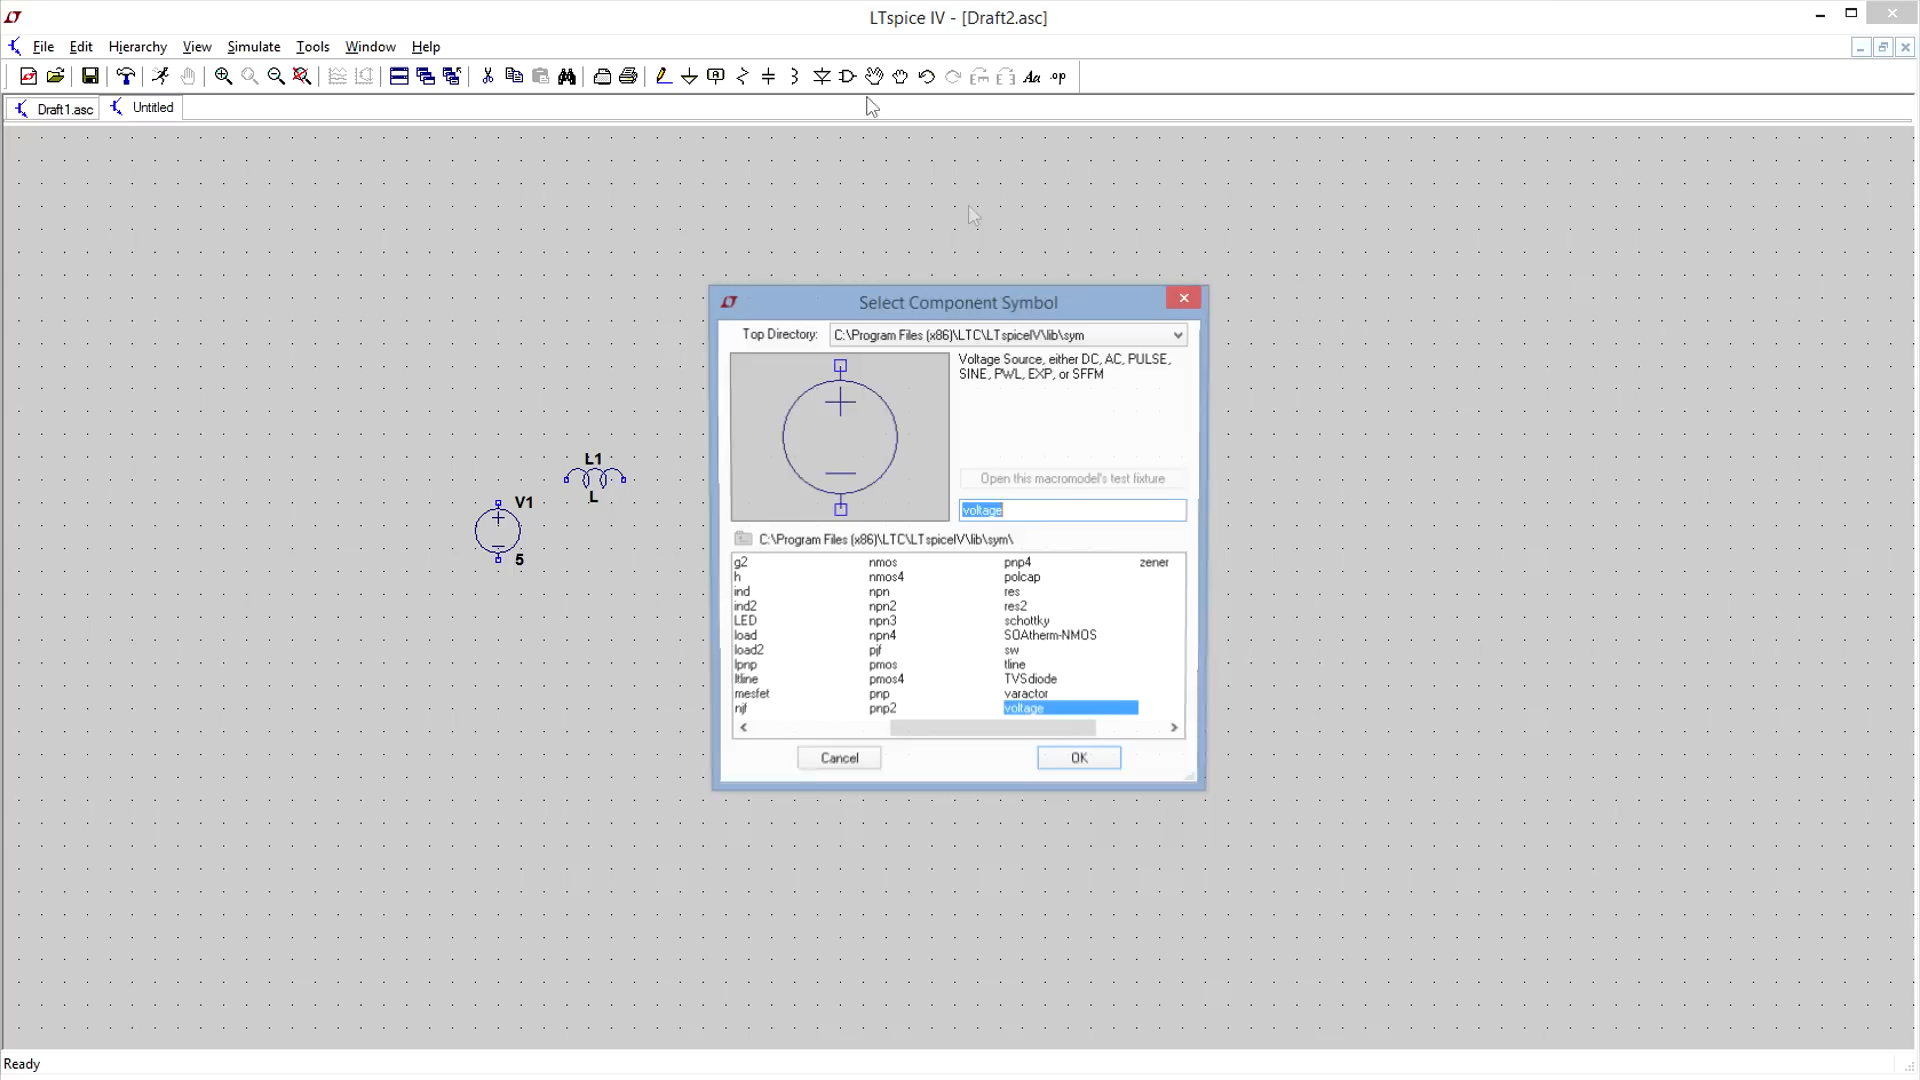 LTspice IV - [Draft2.asc]
File Edit Hierarchy View Simulate Tools Window Help
Aa .op
Draft1.asc Untitled
Select Component Symbol
Top Directory: C:\Program Files (x86)\LTC\LTspiceIV\lib\sym
Voltage Source, either DC, AC, PULSE,
SINE, PWL, EXP, or SFFM
Open this macromodel's test fixture
voltage
C:\Program Files (x86)\LTC\LTspiceIV\lib\sym\
g2 nmos pnp4 zener
h nmos4 polcap
ind npn res
ind2 npn2 res2
LED npn3 schottky
load npn4 SOAtherm-NMOS
load2 pjf sw
lpnp pmos tline
ltline pmos4 TVSdiode
mesfet pnp varactor
njf pnp2 voltage
Cancel OK
L1
L
V1
5
Ready